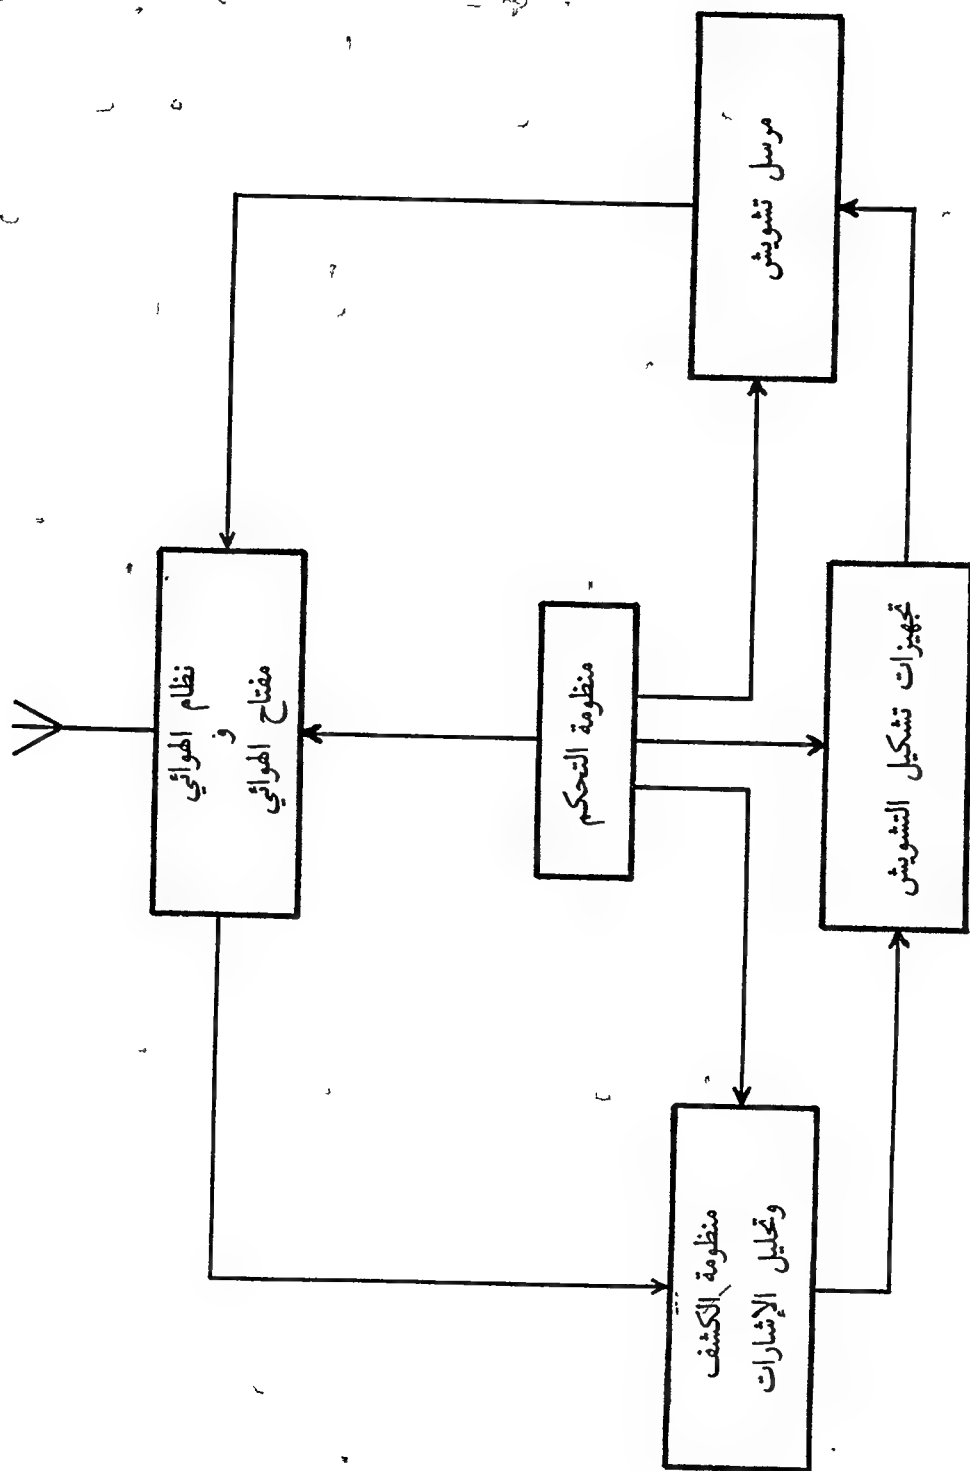 مرسل تشويش
نظام الهوائي
و
مفتاح الهوائي
منظومة التحكم
تجهيزات تشكيل التشويش
منظومة الكشف
وتحليل الإشارات